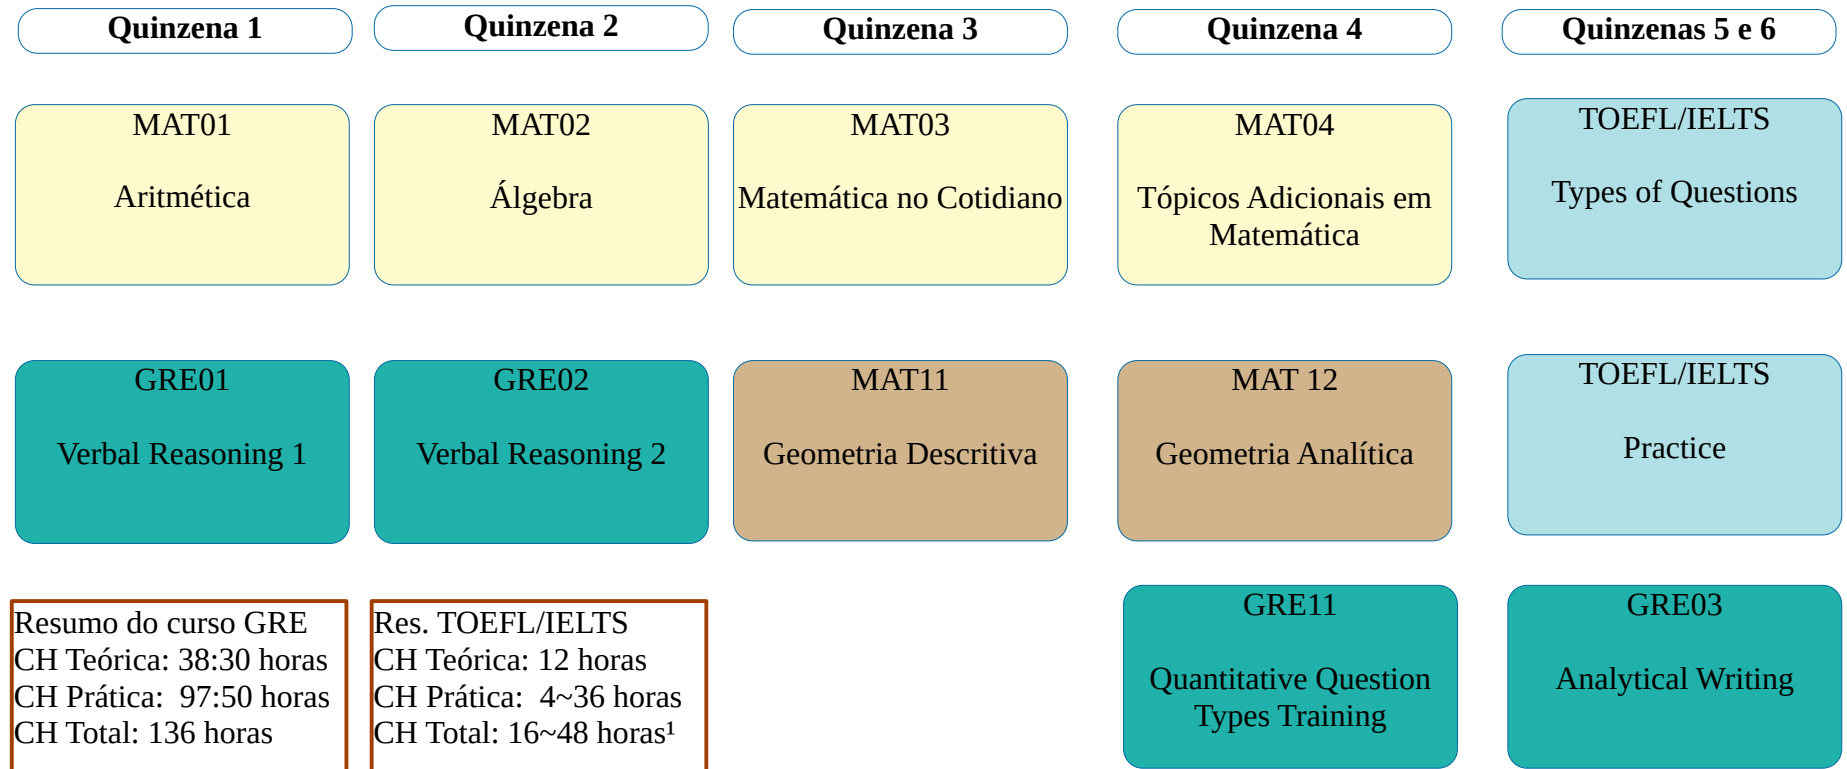 Quinzena 1
Quinzena 2
Quinzena 3
Quinzena 4
Quinzenas 5 e 6
MAT01
Aritmética
MAT02
Álgebra
MAT03
Matemática no Cotidiano
MAT04
Tópicos Adicionais em
Matemática
TOEFL/IELTS
Types of Questions
GRE01
Verbal Reasoning 1
GRE02
Verbal Reasoning 2
MAT11
Geometria Descritiva
MAT 12
Geometria Analítica
TOEFL/IELTS
Practice
Resumo do curso GRE
CH Teórica: 38:30 horas
CH Prática:  97:50 horas
CH Total: 136 horas
Res. TOEFL/IELTS
CH Teórica: 12 horas
CH Prática:  4~36 horas
CH Total: 16~48 horas¹
GRE11
Quantitative Question
Types Training
GRE03
Analytical Writing